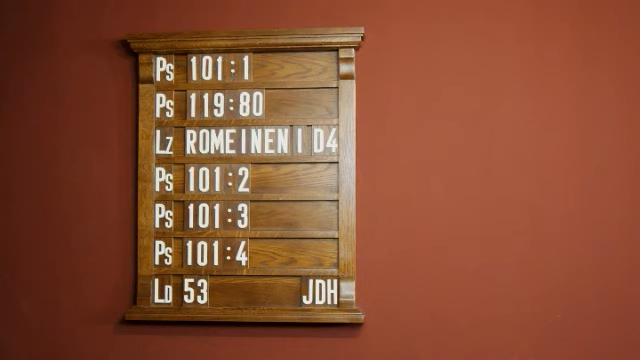 Ps 101:1
Ps 119:80
Lz ROMEINEN I D4
Ps 101:2
Ps 101:3
Ps 101:4
LD 53 JDH